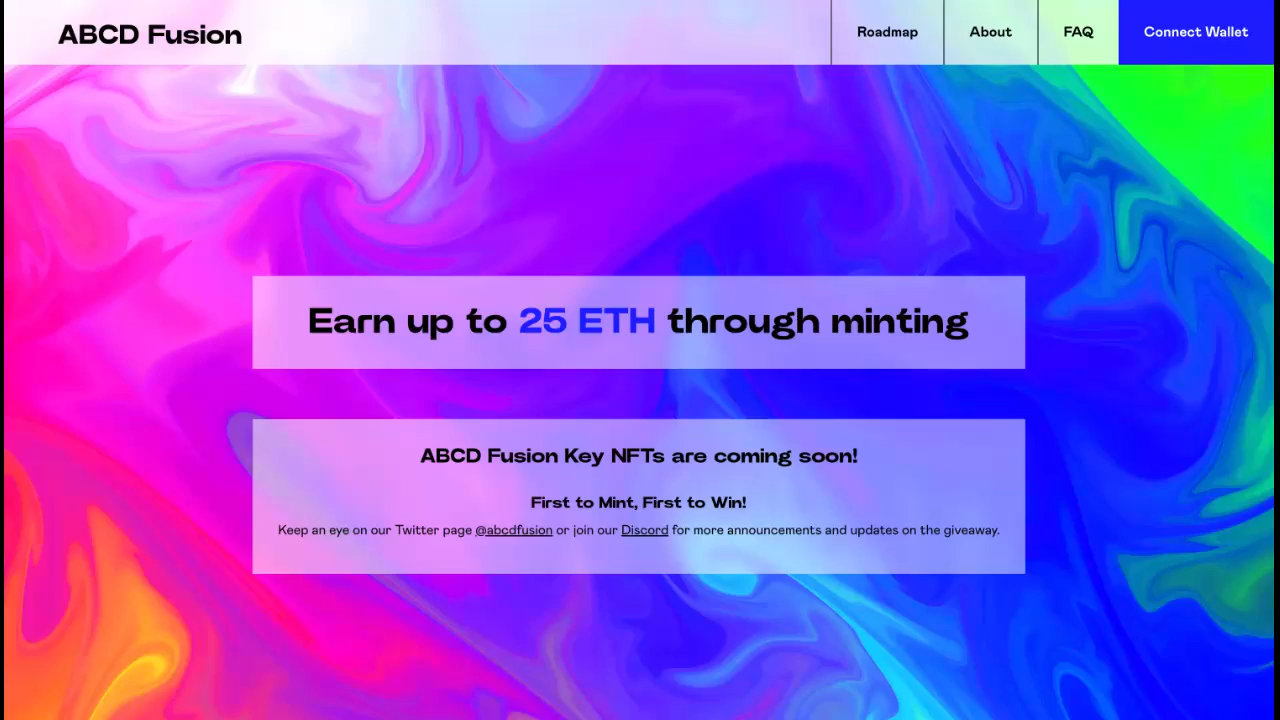 ABCD Fusion
Roadmap
About
FAQ
Connect Wallet
Earn up to 25 ETH through minting
ABCD Fusion Key NFTs are coming soon!
First to Mint, First to Win!
Keep an eye on our Twitter page @abcdfusion or join our Discord for more announcements and updates on the giveaway.